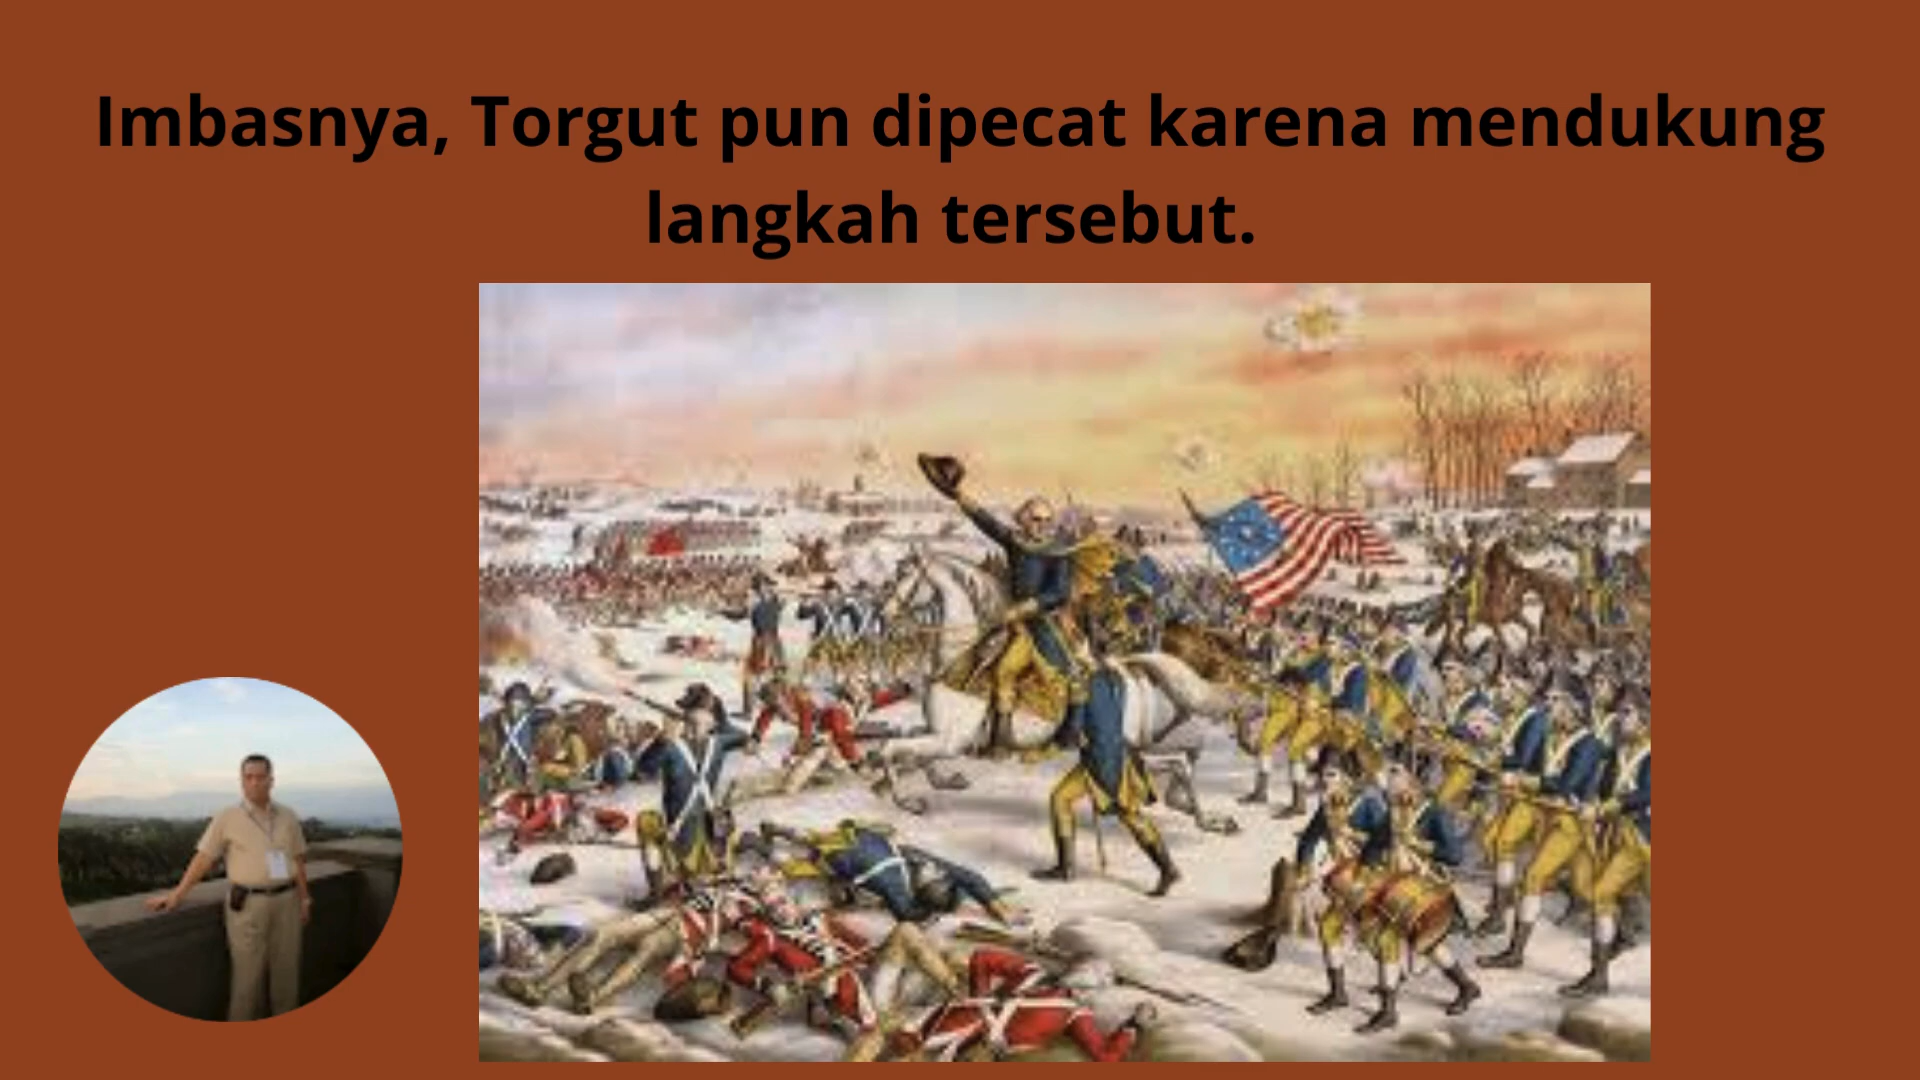 Imbasnya, Torgut pun dipecat karena mendukung
langkah tersebut.